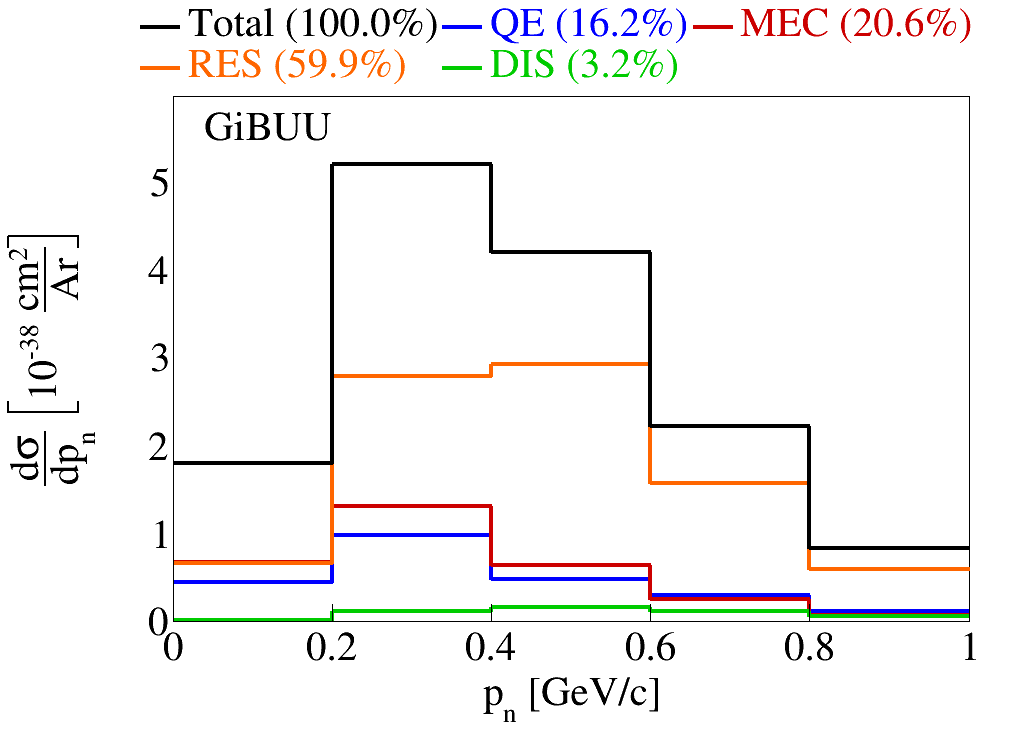 Total (100.0%) QE (16.2%) MEC (20.6%)
RES (59.9%) DIS (3.2%)
GiBUU
5
4
3
2
1
0
0 0.2 0.4 0.6 0.8 1
pₙ [GeV/c]
dσ/dpₙ [10⁻³⁸ cm²/Ar]